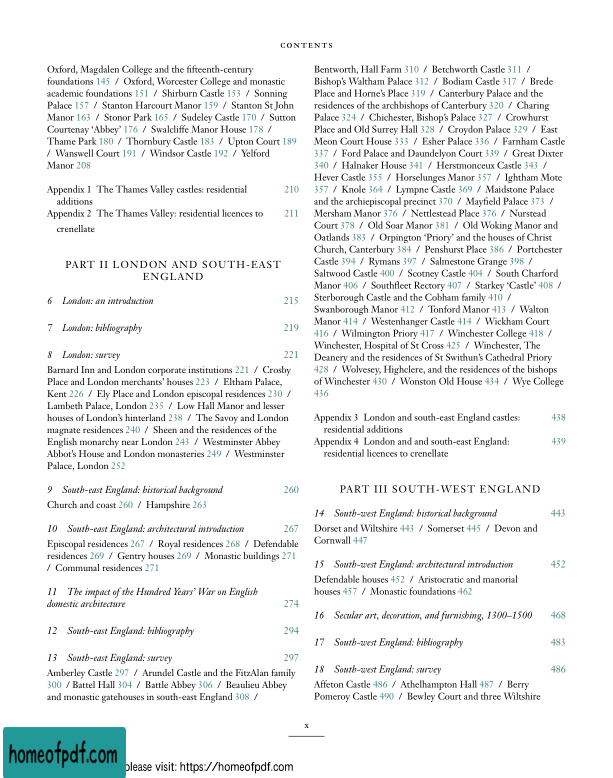 CONTENTS
Oxford, Magdalen College and the fifteenth-century
foundations 145 / Oxford, Worcester College and monastic
academic foundations 151 / Shirburn Castle 153 / Sonning
Palace 157 / Stanton Harcourt Manor 159 / Stanton St John
Manor 163 / Stonor Park 165 / Sudeley Castle 170 / Sutton
Courtenay ‘Abbey’ 176 / Swalcliffe Manor House 178 /
Thame Park 180 / Thornbury Castle 183 / Upton Court 189
/ Wanswell Court 191 / Windsor Castle 192 / Yelford
Manor 208
Appendix 1 The Thames Valley castles: residential 210
additions
Appendix 2 The Thames Valley: residential licences to 211
crenellate
PART II LONDON AND SOUTH-EAST
ENGLAND
6 London: an introduction 215
7 London: bibliography 219
8 London: survey 221
Barnard Inn and London corporate institutions 221 / Crosby
Place and London merchants’ houses 223 / Eltham Palace,
Kent 226 / Ely Place and London episcopal residences 230 /
Lambeth Palace, London 235 / Low Hall Manor and lesser
houses of London’s hinterland 238 / The Savoy and London
magnate residences 240 / Sheen and the residences of the
English monarchy near London 243 / Westminster Abbey
Abbot’s House and London monasteries 249 / Westminster
Palace, London 252
9 South-east England: historical background 260
Church and coast 260 / Hampshire 263
10 South-east England: architectural introduction 267
Episcopal residences 267 / Royal residences 268 / Defendable
residences 269 / Gentry houses 269 / Monastic buildings 271
/ Communal residences 271
11 The impact of the Hundred Years’ War on English
domestic architecture 274
12 South-east England: bibliography 294
13 South-east England: survey 297
Amberley Castle 297 / Arundel Castle and the FitzAlan family
300 / Battel Hall 304 / Battle Abbey 306 / Beaulieu Abbey
and monastic gatehouses in south-east England 308 /
Bentworth, Hall Farm 310 / Betchworth Castle 311 /
Bishop’s Waltham Palace 312 / Bodiam Castle 317 / Brede
Place and Horne’s Place 319 / Canterbury Palace and the
residences of the archbishops of Canterbury 320 / Charing
Palace 324 / Chichester, Bishop’s Palace 327 / Crowhurst
Place and Old Surrey Hall 328 / Croydon Palace 329 / East
Meon Court House 333 / Esher Palace 336 / Farnham Castle
337 / Ford Palace and Daundelyon Court 339 / Great Dixter
340 / Halnaker House 341 / Herstmonceux Castle 343 /
Hever Castle 355 / Horselunges Manor 357 / Ightham Mote
357 / Knole 364 / Lympne Castle 369 / Maidstone Palace
and the archiepiscopal precinct 370 / Mayfield Palace 373 /
Mersham Manor 376 / Nettlestead Place 376 / Nurstead
Court 378 / Old Soar Manor 381 / Old Woking Manor and
Oatlands 383 / Orpington ‘Priory’ and the houses of Christ
Church, Canterbury 384 / Penshurst Place 386 / Portchester
Castle 394 / Rymans 397 / Salmestone Grange 398 /
Saltwood Castle 400 / Scotney Castle 404 / South Charford
Manor 406 / Southfleet Rectory 407 / Starkey ‘Castle’ 408 /
Sterborough Castle and the Cobham family 410 /
Swanborough Manor 412 / Tonford Manor 413 / Walton
Manor 414 / Westenhanger Castle 414 / Wickham Court
416 / Wilmington Priory 417 / Winchester College 418 /
Winchester, Hospital of St Cross 425 / Winchester, The
Deanery and the residences of St Swithun’s Cathedral Priory
428 / Wolvesey, Highclere, and the residences of the bishops
of Winchester 430 / Wonston Old House 434 / Wye College
436
Appendix 3 London and south-east England castles: 438
residential additions
Appendix 4 London and and south-east England: 439
residential licences to crenellate
PART III SOUTH-WEST ENGLAND
14 South-west England: historical background 443
Dorset and Wiltshire 443 / Somerset 445 / Devon and
Cornwall 447
15 South-west England: architectural introduction 452
Defendable houses 452 / Aristocratic and manorial
houses 457 / Monastic foundations 462
16 Secular art, decoration, and furnishing, 1300–1500 468
17 South-west England: bibliography 483
18 South-west England: survey 486
Affeton Castle 486 / Athelhampton Hall 487 / Berry
Pomeroy Castle 490 / Bewley Court and three Wiltshire
x
homeofpdf.com
please visit: https://homeofpdf.com